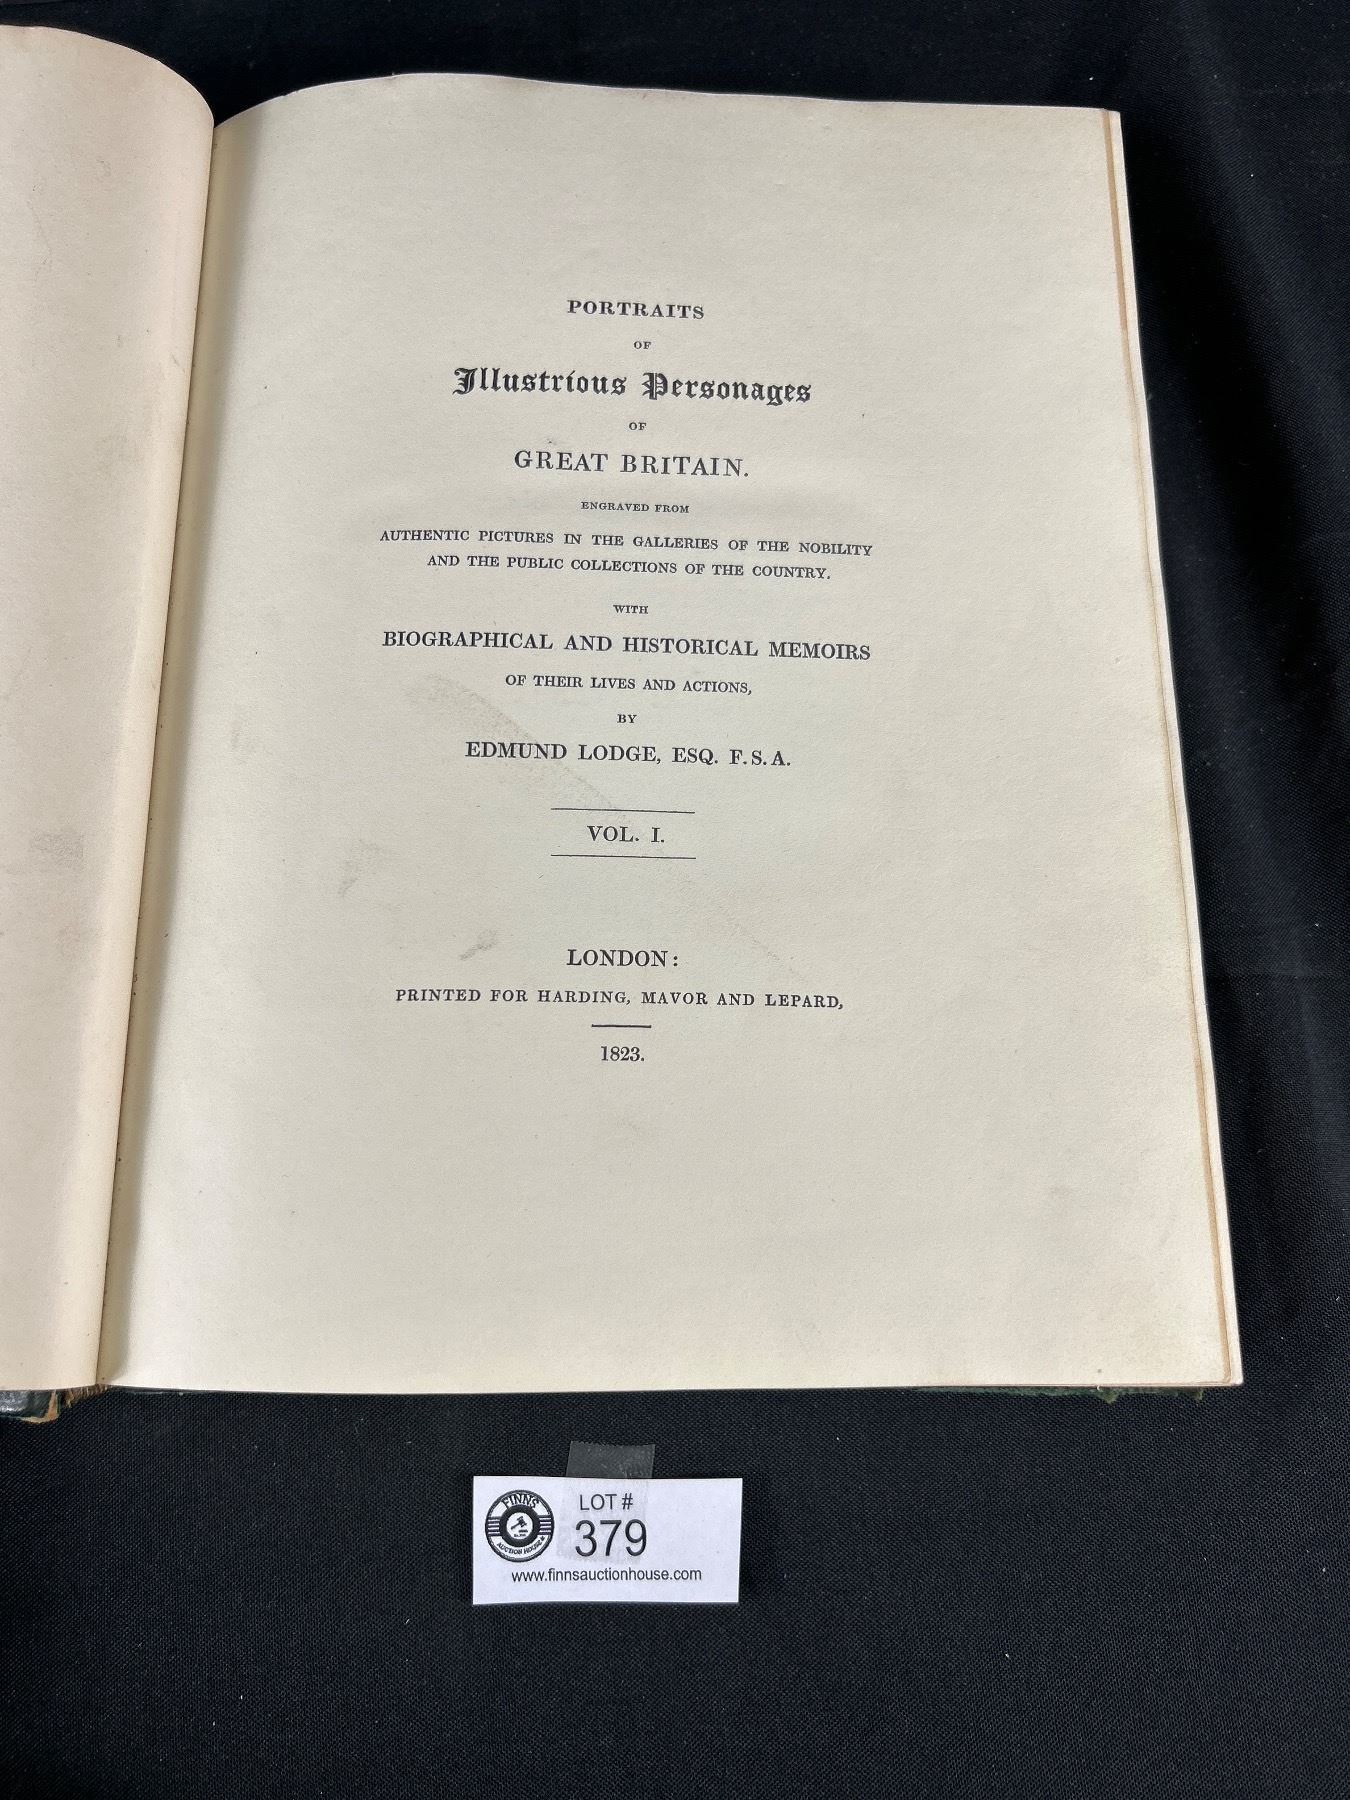 PORTRAITS
OF
Illustrious Personages
OF
GREAT BRITAIN.
ENGRAVED FROM
AUTHENTIC PICTURES IN THE GALLERIES OF THE NOBILITY
AND THE PUBLIC COLLECTIONS OF THE COUNTRY.
WITH
BIOGRAPHICAL AND HISTORICAL MEMOIRS
OF THEIR LIVES AND ACTIONS,
BY
EDMUND LODGE, ESQ. F.S.A.
VOL. I.
LONDON:
PRINTED FOR HARDING, MAVOR AND LEPARD,
1823.
FINNS
AUCTION HOUSE
LOT #
379
www.finnsauctionhouse.com